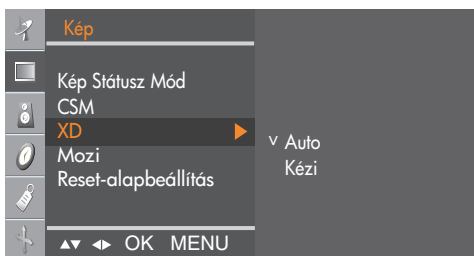 Kép
Kép Státusz Mód
CSM
XD
Mozi
Reset-alapbeállítás
v Auto
Kézi
OK MENU